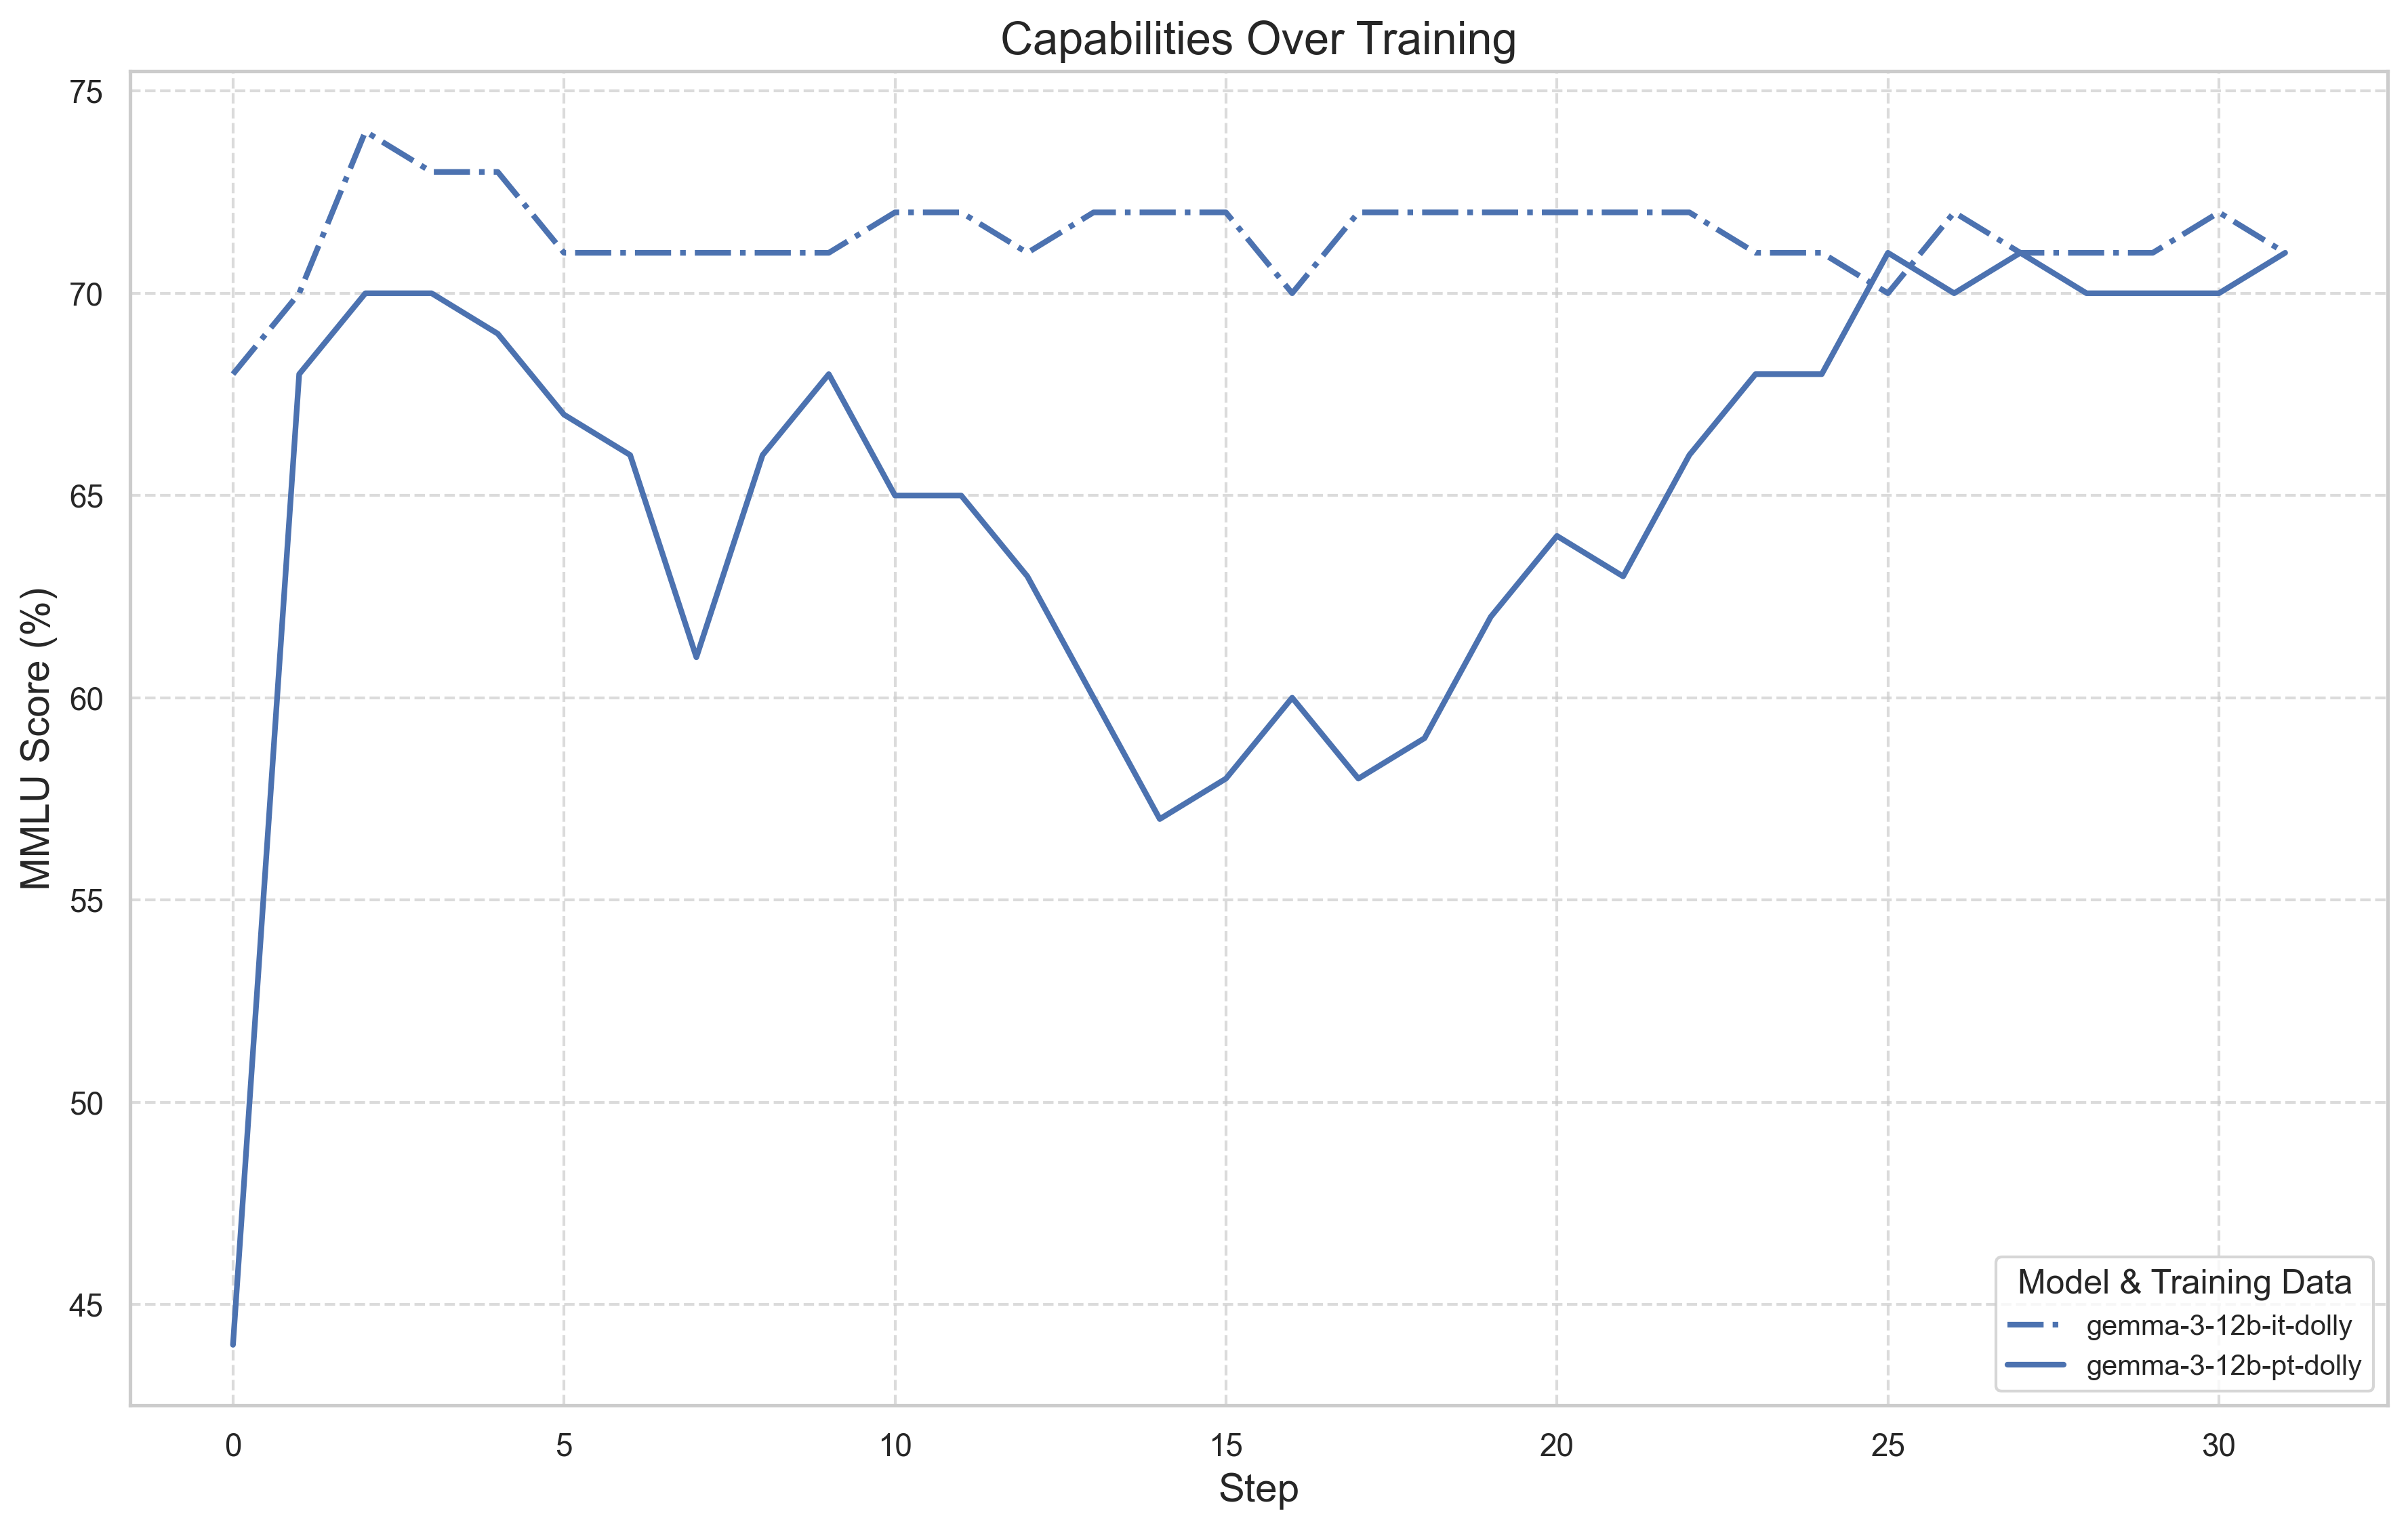 Capabilities Over Training
MMLU Score (%)
75
70
65
60
55
50
45
0 5 10 15 20 25 30
Step
Model & Training Data
gemma-3-12b-it-dolly
gemma-3-12b-pt-dolly